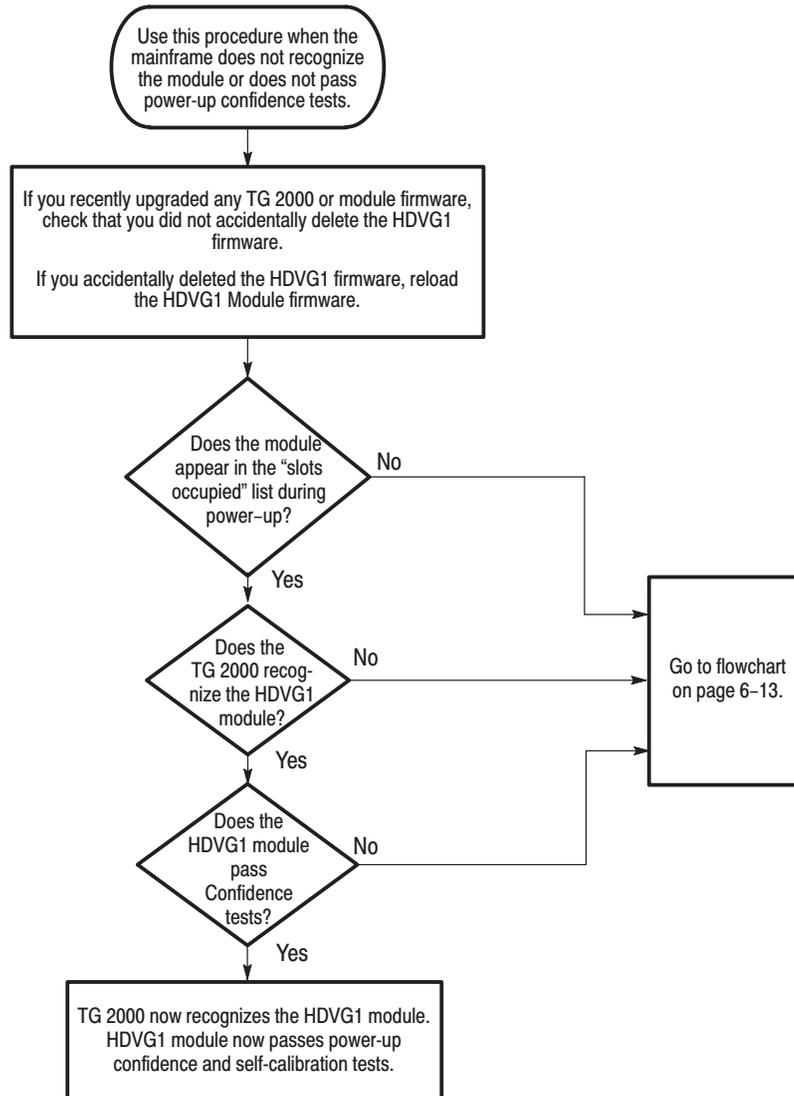 Use this procedure when the
mainframe does not recognize
the module or does not pass
power-up confidence tests.
If you recently upgraded any TG 2000 or module firmware,
check that you did not accidentally delete the HDVG1
firmware.
If you accidentally deleted the HDVG1 firmware, reload
the HDVG1 Module firmware.
Does the module
appear in the “slots
occupied” list during
power–up?
No
Yes
Does the
TG 2000 recog-
nize the HDVG1
module?
No
Go to flowchart
on page 6–13.
Yes
Does the
HDVG1 module
pass
Confidence
tests?
No
Yes
TG 2000 now recognizes the HDVG1 module.
HDVG1 module now passes power-up
confidence and self-calibration tests.